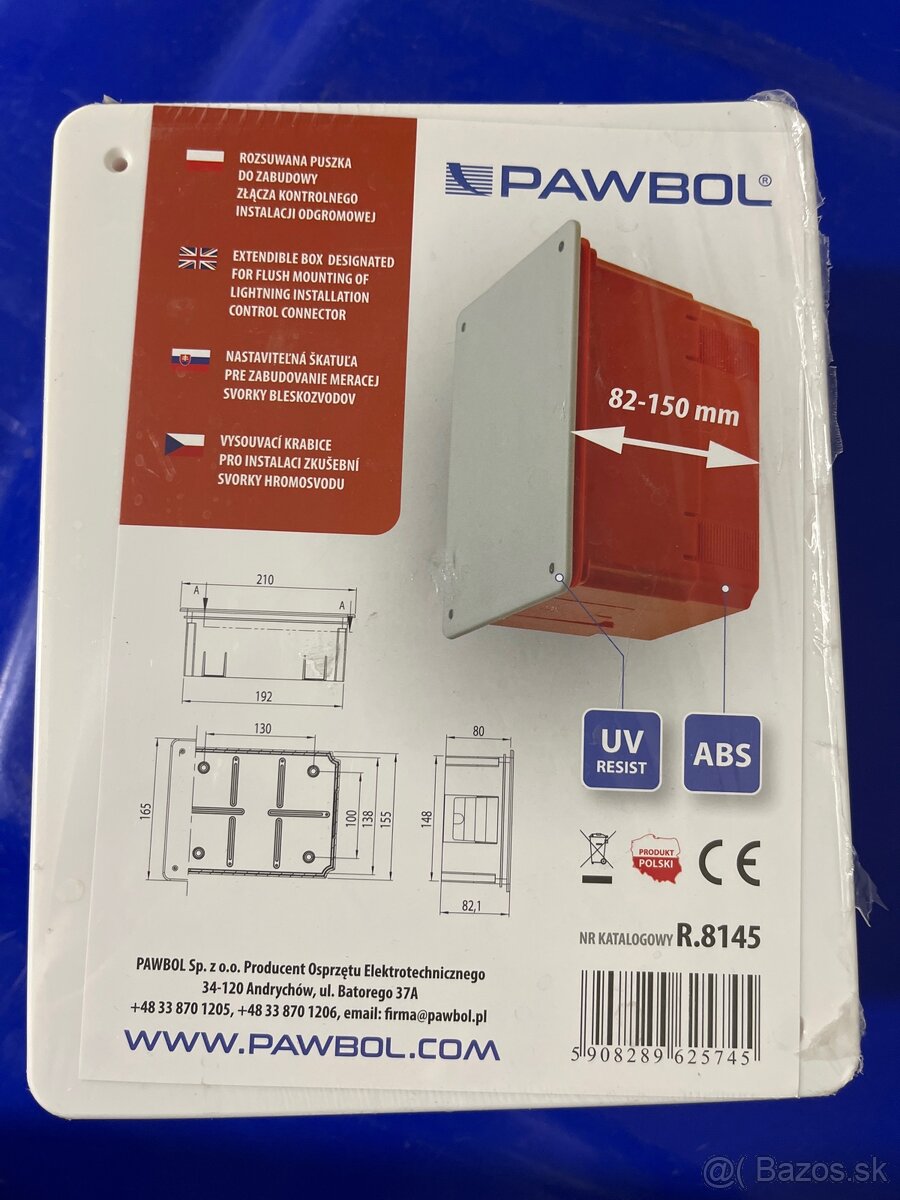 ROZSUWANA PUSZKA
DO ZABUDOWY
ZŁĄCZA KONTROLNEGO
INSTALACJI ODGROMOWEJ
EXTENDIBLE BOX DESIGNATED
FOR FLUSH MOUNTING OF
LIGHTNING INSTALLATION
CONTROL CONNECTOR
NASTAVITEĽNÁ ŠKATUĽA
PRE ZABUDOVANIE MERACEJ
SVORKY BLESKOZVODOV
VYSOUVACÍ KRABICE
PRO INSTALACI ZKUŠEBNÍ
SVORKY HROMOSVODU
PAWBOL®
82-150 mm
UV
RESIST
ABS
210
A A
192
130
165
100
138
155
80
148
82,1
PRODUKT
POLSKI
CE
NR KATALOGOWY R.8145
PAWBOL Sp. z o.o. Producent Osprzętu Elektrotechnicznego
34-120 Andrychów, ul. Batorego 37A
+48 33 870 1205, +48 33 870 1206, email: firma@pawbol.pl
WWW.PAWBOL.COM
5 908289 625745
@( Bazos.sk